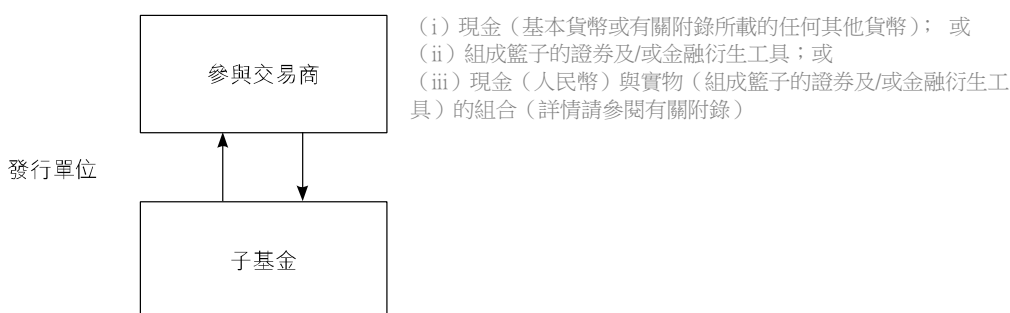 （i）現金（基本貨幣或有關附錄所載的任何其他貨幣）； 或
（ii）組成籃子的證券及/或金融衍生工具；或
（iii）現金（人民幣）與實物（組成籃子的證券及/或金融衍生工
具）的組合（詳情請參閱有關附錄）
參與交易商
發行單位
子基金